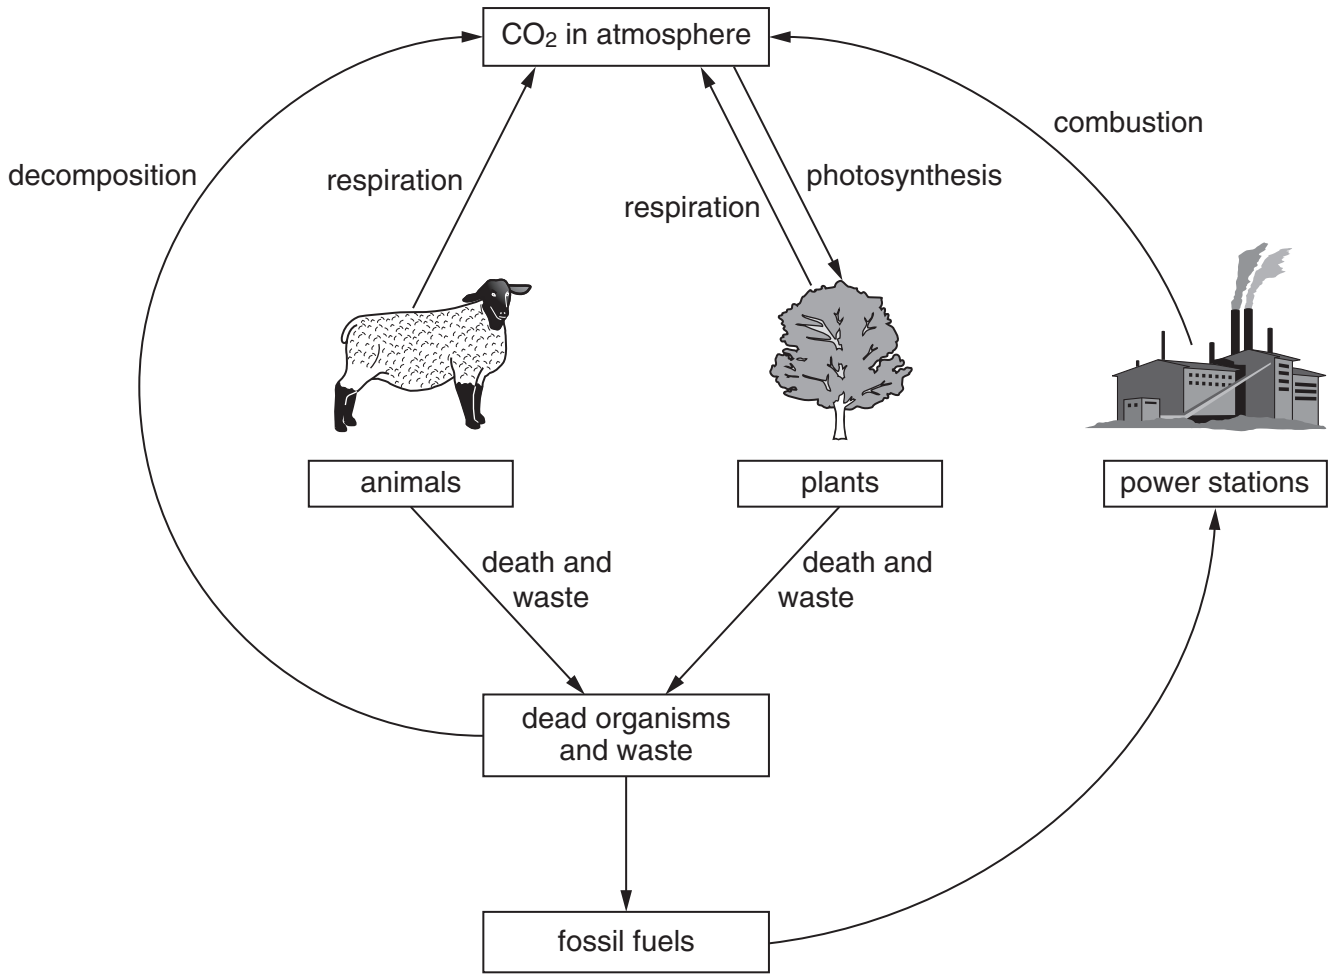 CO₂ in atmosphere
combustion
decomposition
respiration
photosynthesis
respiration
animals
plants
power stations
death and
waste
death and
waste
dead organisms
and waste
fossil fuels